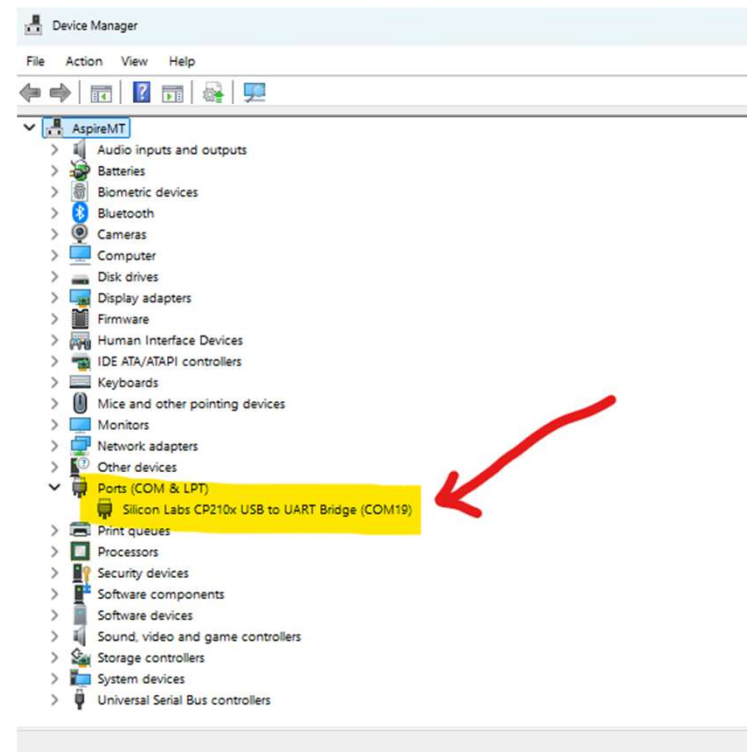 Device Manager
File Action View Help
AspireMT
Audio inputs and outputs
Batteries
Biometric devices
Bluetooth
Cameras
Computer
Disk drives
Display adapters
Firmware
Human Interface Devices
IDE ATA/ATAPI controllers
Keyboards
Mice and other pointing devices
Monitors
Network adapters
Other devices
Ports (COM & LPT)
Silicon Labs CP210x USB to UART Bridge (COM19)
Print queues
Processors
Security devices
Software components
Software devices
Sound, video and game controllers
Storage controllers
System devices
Universal Serial Bus controllers